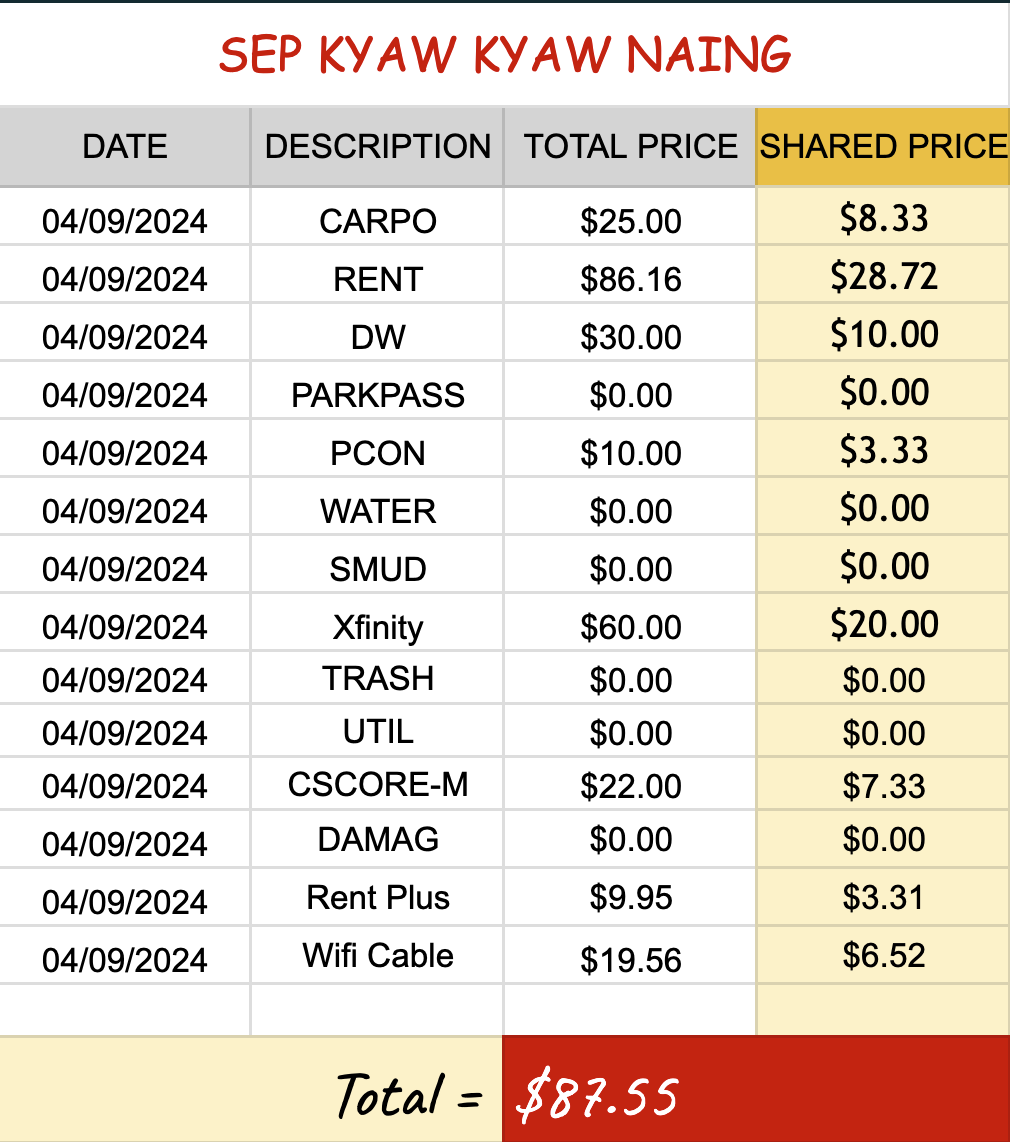 SEP KYAW KYAW NAING
DATE DESCRIPTION TOTAL PRICE SHARED PRICE
04/09/2024 CARPO $25.00 $8.33
04/09/2024 RENT $86.16 $28.72
04/09/2024 DW $30.00 $10.00
04/09/2024 PARKPASS $0.00 $0.00
04/09/2024 PCON $10.00 $3.33
04/09/2024 WATER $0.00 $0.00
04/09/2024 SMUD $0.00 $0.00
04/09/2024 Xfinity $60.00 $20.00
04/09/2024 TRASH $0.00 $0.00
04/09/2024 UTIL $0.00 $0.00
04/09/2024 CSCORE-M $22.00 $7.33
04/09/2024 DAMAG $0.00 $0.00
04/09/2024 Rent Plus $9.95 $3.31
04/09/2024 Wifi Cable $19.56 $6.52
Total = $87.55